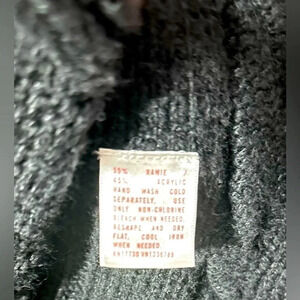 55% RAMIE
45% ACRYLIC
HAND WASH COLD
SEPARATELY. USE
ONLY NON-CHLORINE
BLEACH WHEN NEEDED.
RESHAPE AND DRY
FLAT, COOL IRON
WHEN NEEDED.